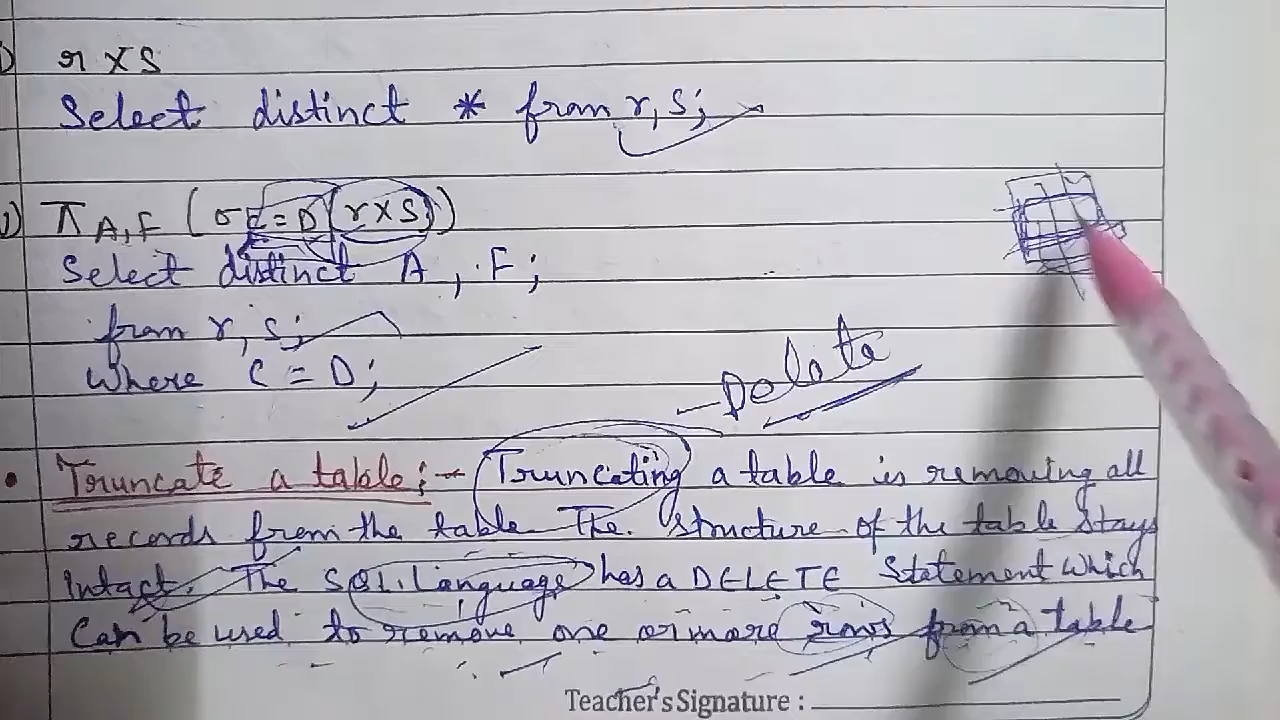 r x s
Select distinct * from r, s;
π A,F (σ C=D (r x s))
Select distinct A, F;
from r, s;
Where C = D;
Delete
• Truncate a table :- Truncating a table is removing all
records from the table The structure of the table stays
intact. The SQL Language has a DELETE Statement which
Can be used to remove one or more rows from a table
Teacher's Signature :